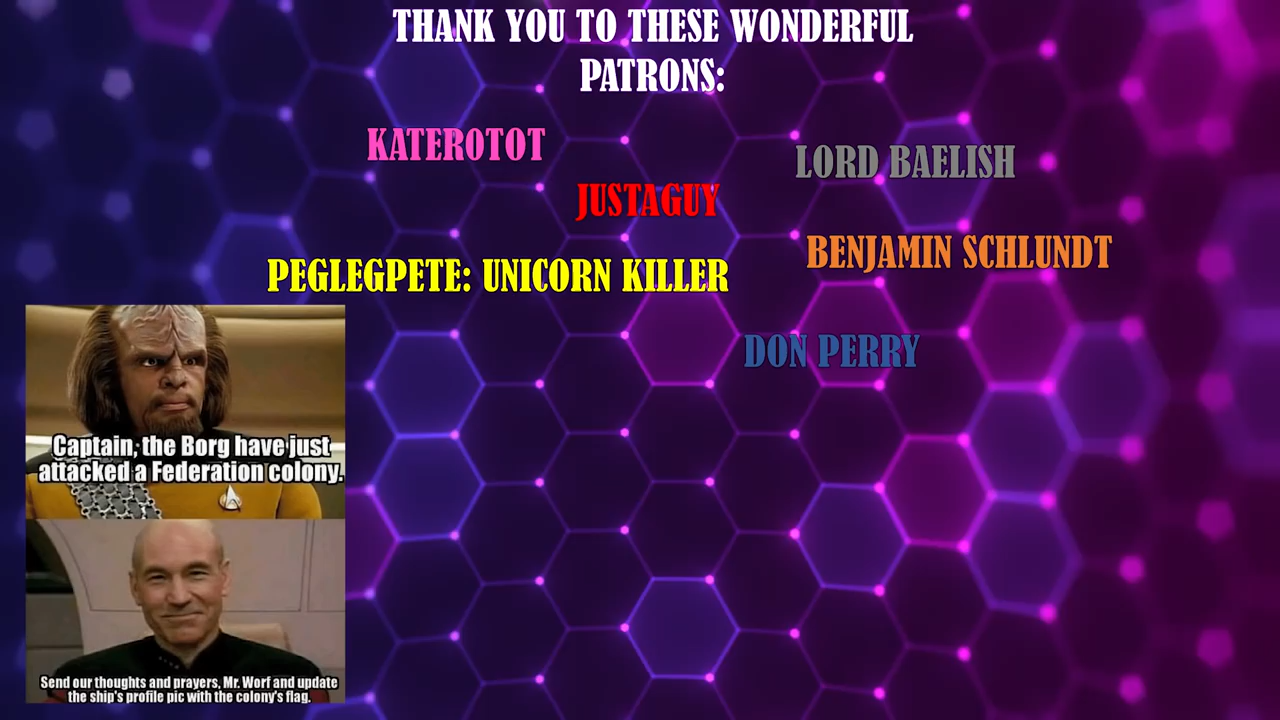 THANK YOU TO THESE WONDERFUL
PATRONS:
KATEROTOT
LORD BAELISH
JUSTAGUY
BENJAMIN SCHLUNDT
PEGLEGPETE: UNICORN KILLER
DON PERRY
Captain, the Borg have just
attacked a Federation colony.
Send our thoughts and prayers, Mr. Worf and update
the ship's profile pic with the colony's flag.